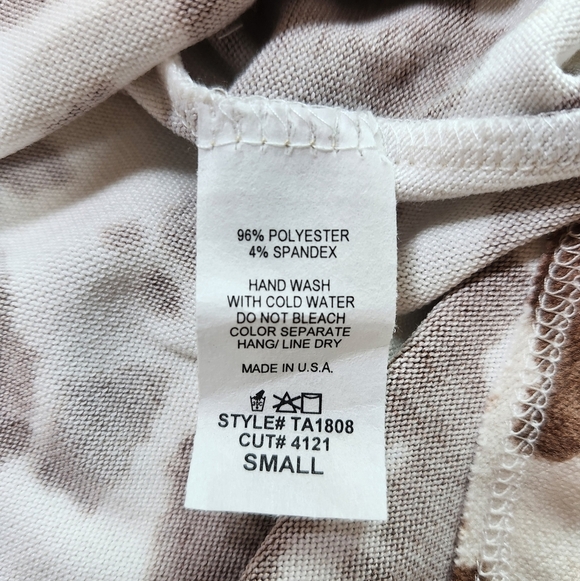 96% POLYESTER
4% SPANDEX
HAND WASH
WITH COLD WATER
DO NOT BLEACH
COLOR SEPARATE
HANG/ LINE DRY
MADE IN U.S.A.
STYLE# TA1808
CUT# 4121
SMALL